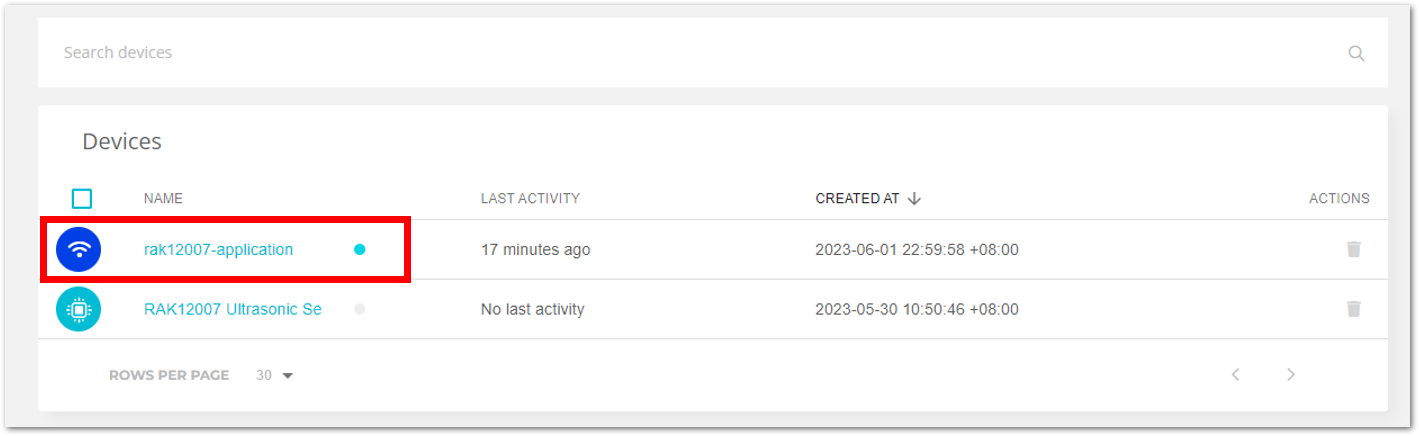 Search devices
Devices
NAME LAST ACTIVITY CREATED AT ACTIONS
rak12007-application 17 minutes ago 2023-06-01 22:59:58 +08:00
RAK12007 Ultrasonic Se No last activity 2023-05-30 10:50:46 +08:00
ROWS PER PAGE 30